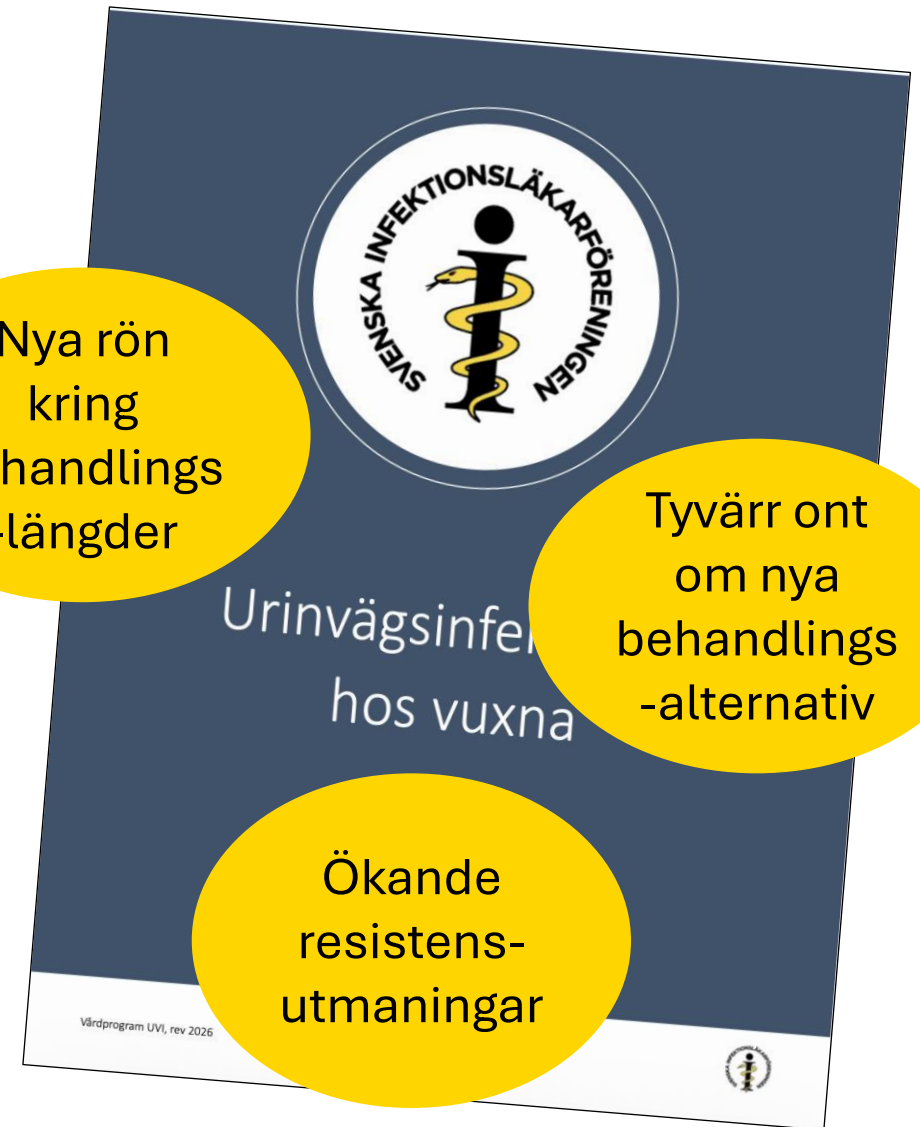 SVENSKA INFEKTIONSLÄKARFÖRENINGEN
Nya rön
kring
handlings
-längder
Tyvärr ont
om nya
behandlings
-alternativ
Urinvägsinfe
hos vuxna
Ökande
resistens-
utmaningar
Vårdprogram UVI, rev 2026